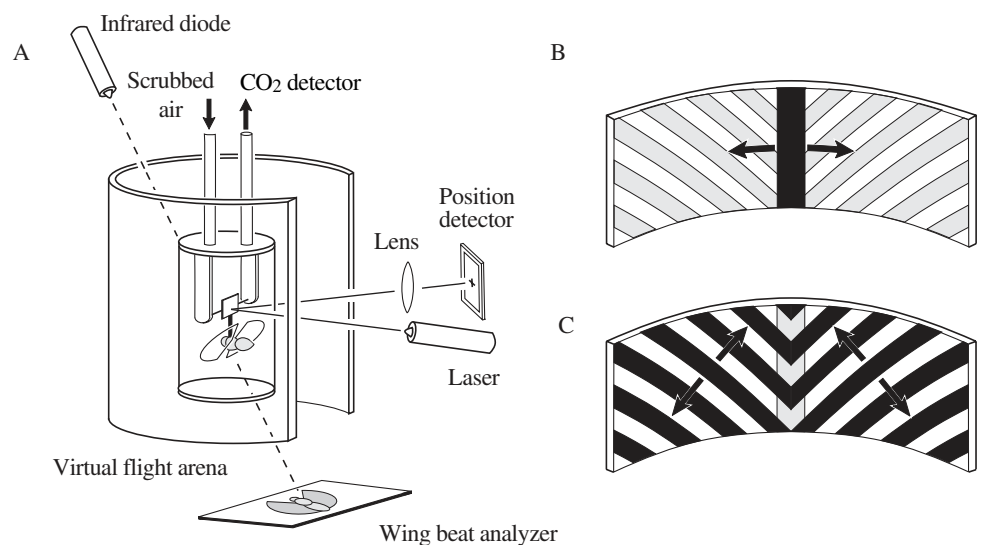 A
Infrared diode
Scrubbed
air
CO2 detector
Position
detector
Lens
Laser
Virtual flight arena
Wing beat analyzer
B
C